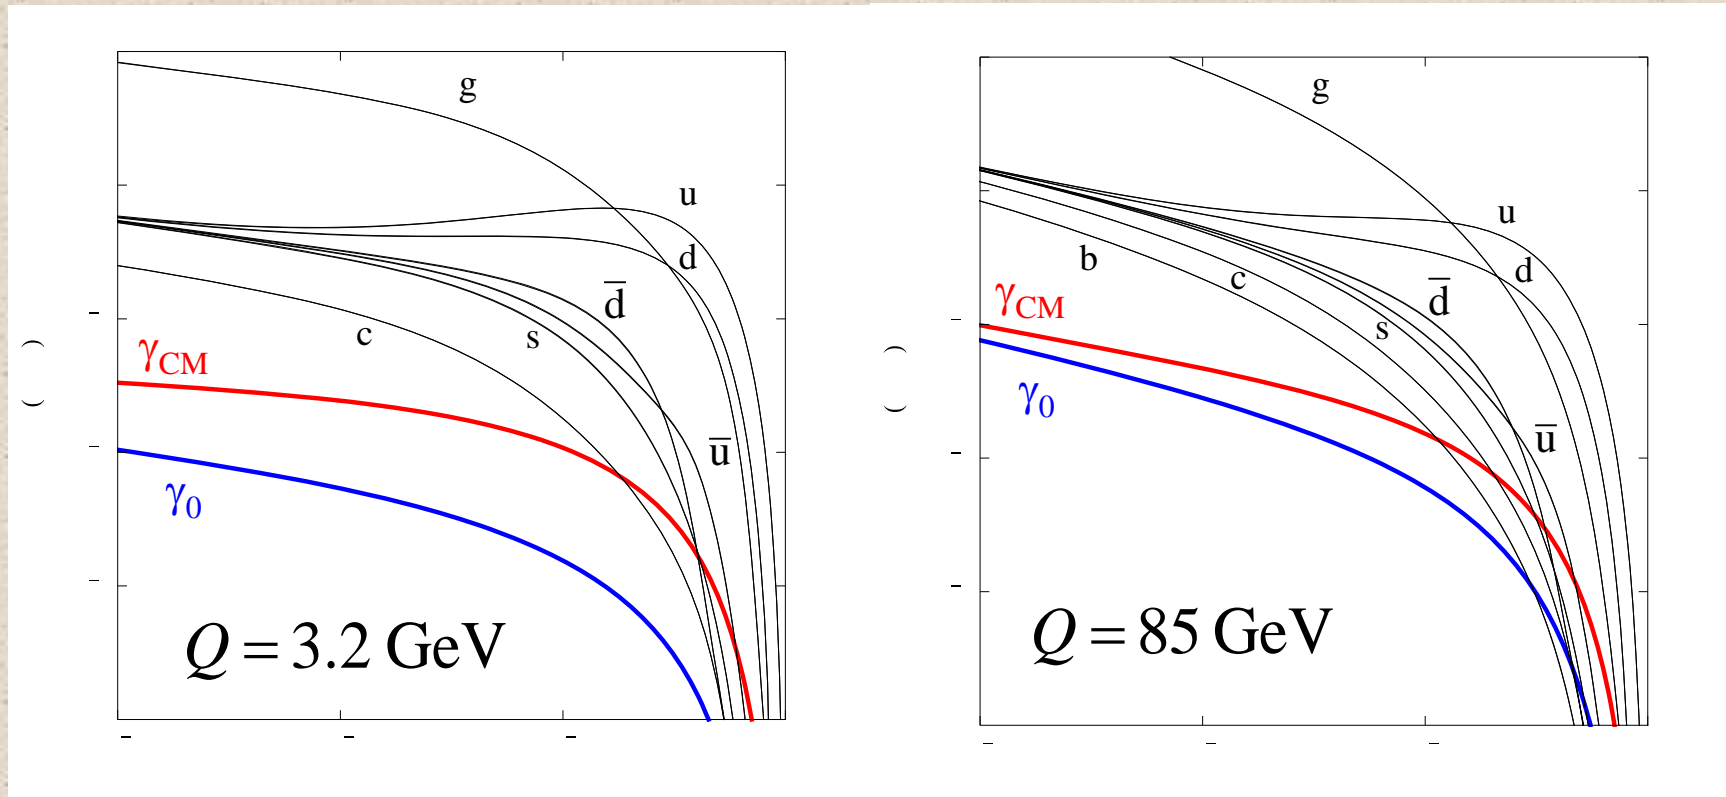 g
u
d
d̅
c
s
γCM
u̅
γ0
Q = 3.2 GeV
g
u
b
c
d
d̅
γCM
s
γ0
u̅
Q = 85 GeV